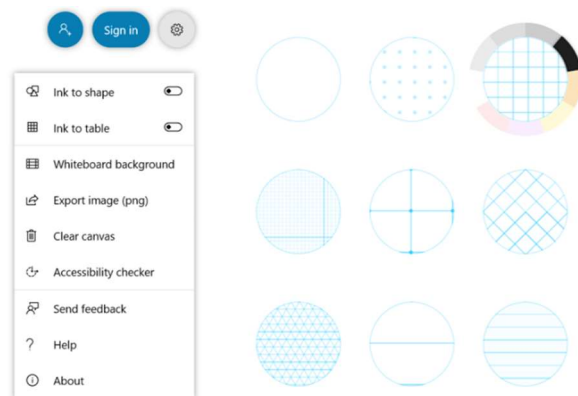 Sign in
Ink to shape
Ink to table
Whiteboard background
Export image (png)
Clear canvas
Accessibility checker
Send feedback
Help
About